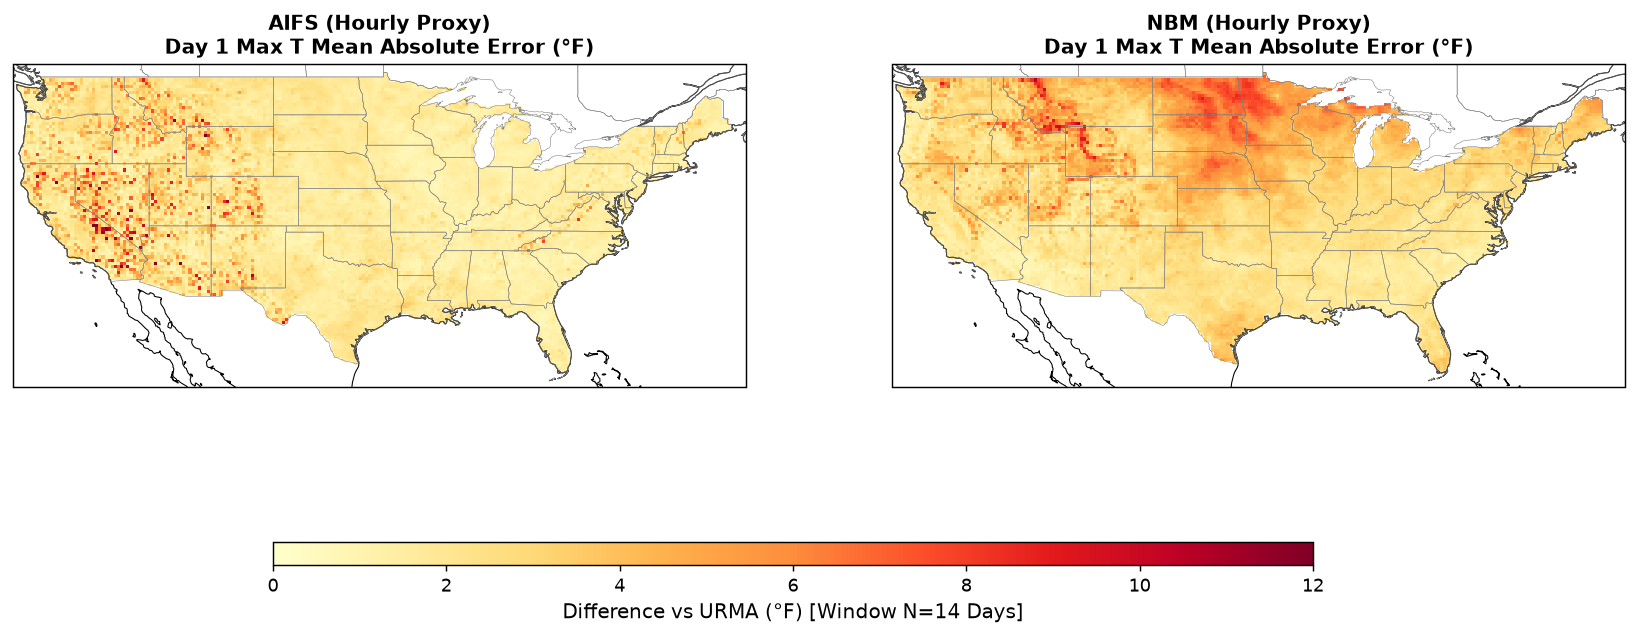 AIFS (Hourly Proxy)
Day 1 Max T Mean Absolute Error (°F)
NBM (Hourly Proxy)
Day 1 Max T Mean Absolute Error (°F)
0
2
4
6
8
10
12
Difference vs URMA (°F) [Window N=14 Days]